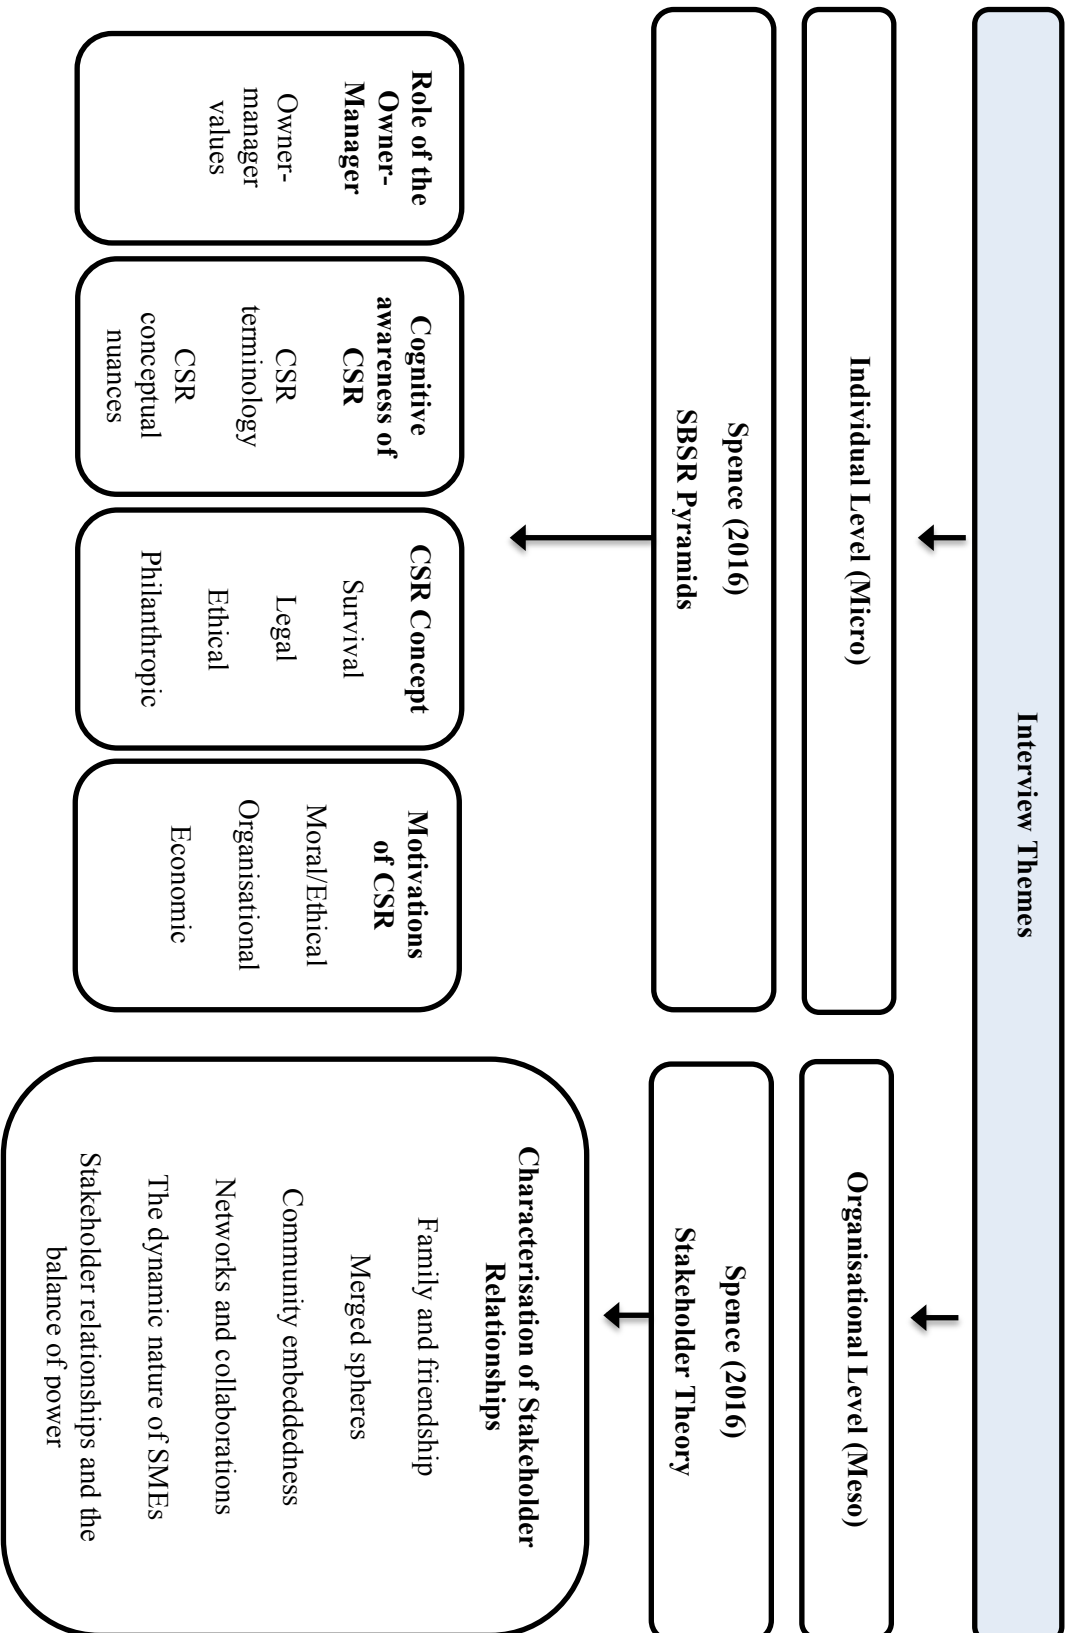 Interview Themes
Individual Level (Micro)
Organisational Level (Meso)
Spence (2016)
SBSR Pyramids
Spence (2016)
Stakeholder Theory
Role of the
Owner-
Manager
Owner-
manager
values
Cognitive
awareness of
CSR
CSR
terminology
CSR
conceptual
nuances
CSR Concept
Survival
Legal
Ethical
Philanthropic
Motivations
of CSR
Moral/Ethical
Organisational
Economic
Characterisation of Stakeholder
Relationships
Family and friendship
Merged spheres
Community embeddedness
Networks and collaborations
The dynamic nature of SMEs
Stakeholder relationships and the
balance of power